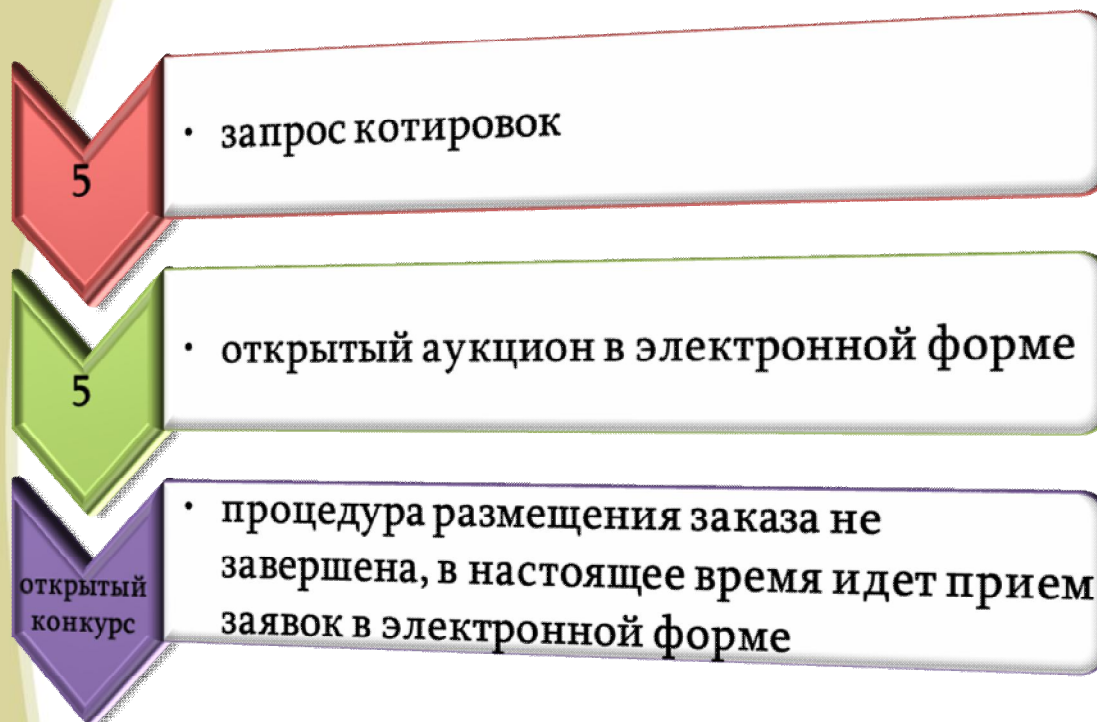 5
• запрос котировок
5
• открытый аукцион в электронной форме
открытый
конкурс
• процедура размещения заказа не
завершена, в настоящее время идет прием
заявок в электронной форме